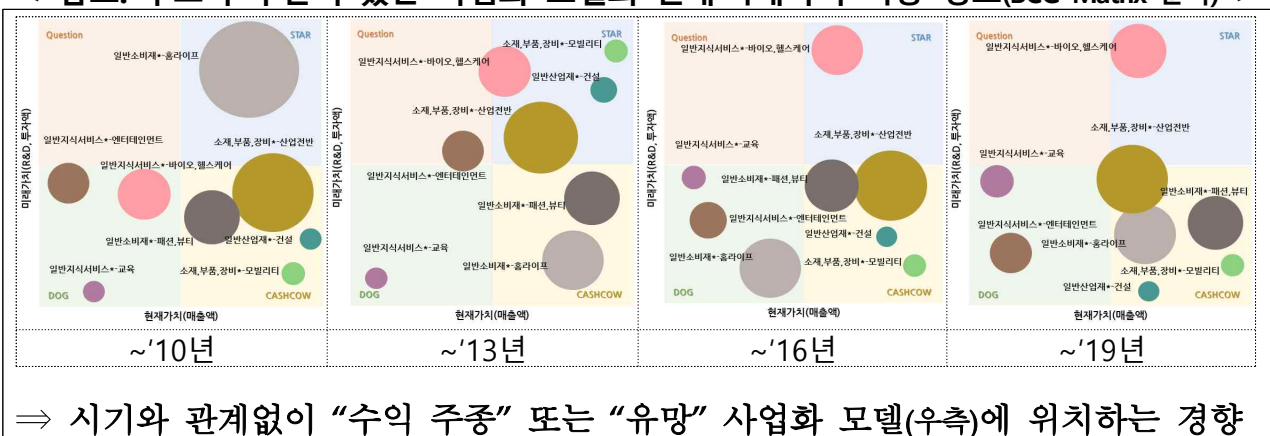 (BCG Matrix 분석)
Question
STAR
일반소비재*-홈라이프
일반지식서비스*-엔터테인먼트
소재,부품,장비*-산업전반
일반지식서비스*-바이오,헬스케어
일반소비재*-패션,뷰티
일반산업재*-건설
일반지식서비스*-교육
소재,부품,장비*-모빌리티
DOG
CASHCOW
미래가치(R&D, 투자액)
현재가치(매출액)
~'10년
Question
STAR
소재,부품,장비*-모빌리티
일반지식서비스*-바이오,헬스케어
일반산업재*-건설
소재,부품,장비*-산업전반
일반지식서비스*-엔터테인먼트
일반소비재*-패션,뷰티
일반지식서비스*-교육
일반소비재*-홈라이프
DOG
CASHCOW
미래가치(R&D, 투자액)
현재가치(매출액)
~'13년
Question
STAR
일반지식서비스*-바이오,헬스케어
소재,부품,장비*-산업전반
일반지식서비스*-교육
일반소비재*-패션,뷰티
일반지식서비스*-엔터테인먼트
일반산업재*-건설
일반소비재*-홈라이프
소재,부품,장비*-모빌리티
DOG
CASHCOW
미래가치(R&D, 투자액)
현재가치(매출액)
~'16년
Question
STAR
일반지식서비스*-바이오,헬스케어
소재,부품,장비*-산업전반
일반지식서비스*-교육
일반소비재*-패션,뷰티
일반지식서비스*-엔터테인먼트
일반소비재*-홈라이프
소재,부품,장비*-모빌리티
일반산업재*-건설
DOG
CASHCOW
미래가치(R&D, 투자액)
현재가치(매출액)
~'19년
⇒ 시기와 관계없이 “수익 주종” 또는 “유망” 사업화 모델(우측)에 위치하는 경향